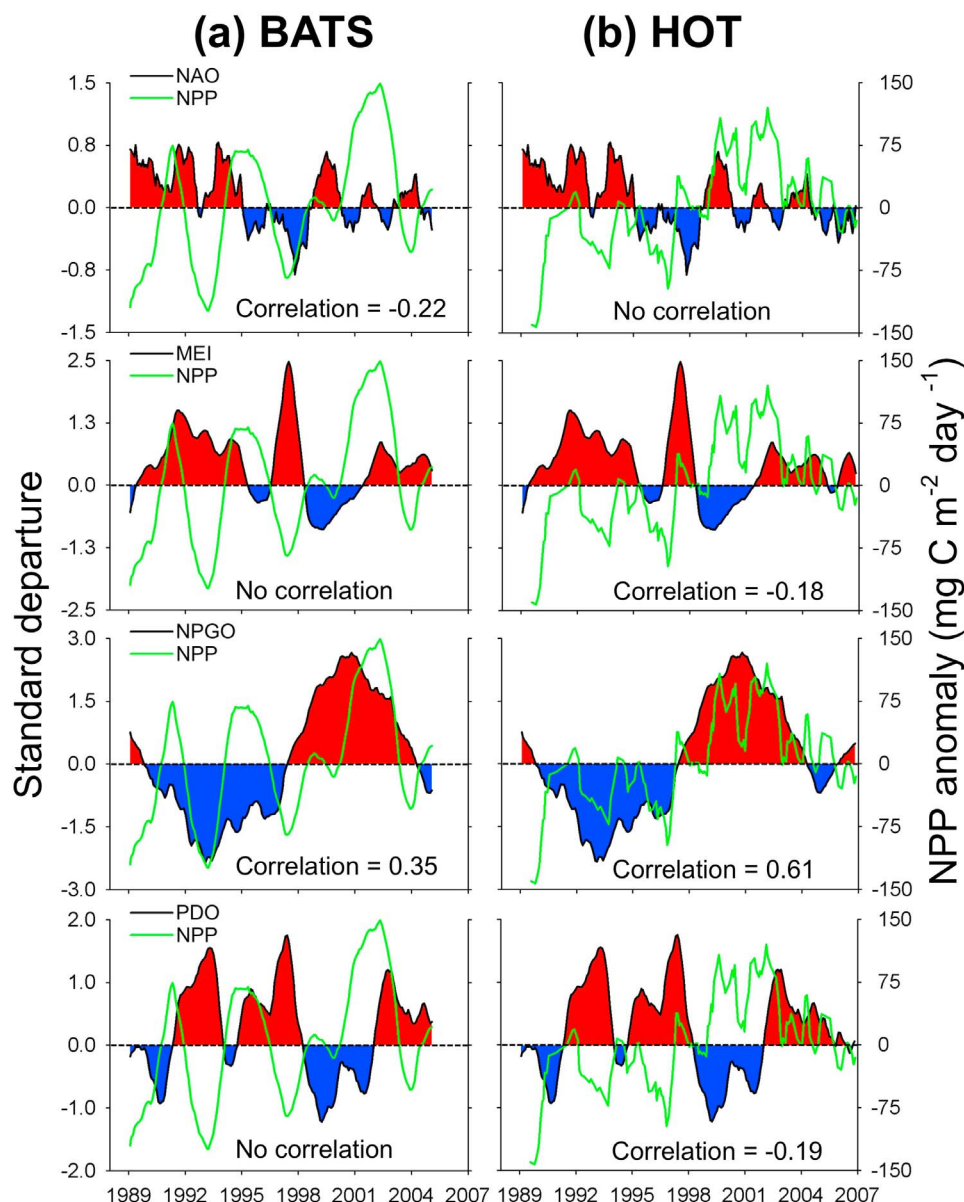 (a) BATS
(b) HOT
NAO
NPP
1.5
0.8
0.0
-0.8
-1.5
Correlation = -0.22
150
75
0
-75
-150
No correlation
MEI
NPP
2.5
1.3
0.0
-1.3
-2.5
No correlation
150
75
0
-75
-150
Correlation = -0.18
Standard departure
NPP anomaly (mg C m-2 day -1)
NPGO
NPP
3.0
1.5
0.0
-1.5
-3.0
Correlation = 0.35
150
75
0
-75
-150
Correlation = 0.61
PDO
NPP
2.0
1.0
0.0
-1.0
-2.0
No correlation
150
75
0
-75
-150
Correlation = -0.19
1989 1992 1995 1998 2001 2004 2007
1989 1992 1995 1998 2001 2004 2007